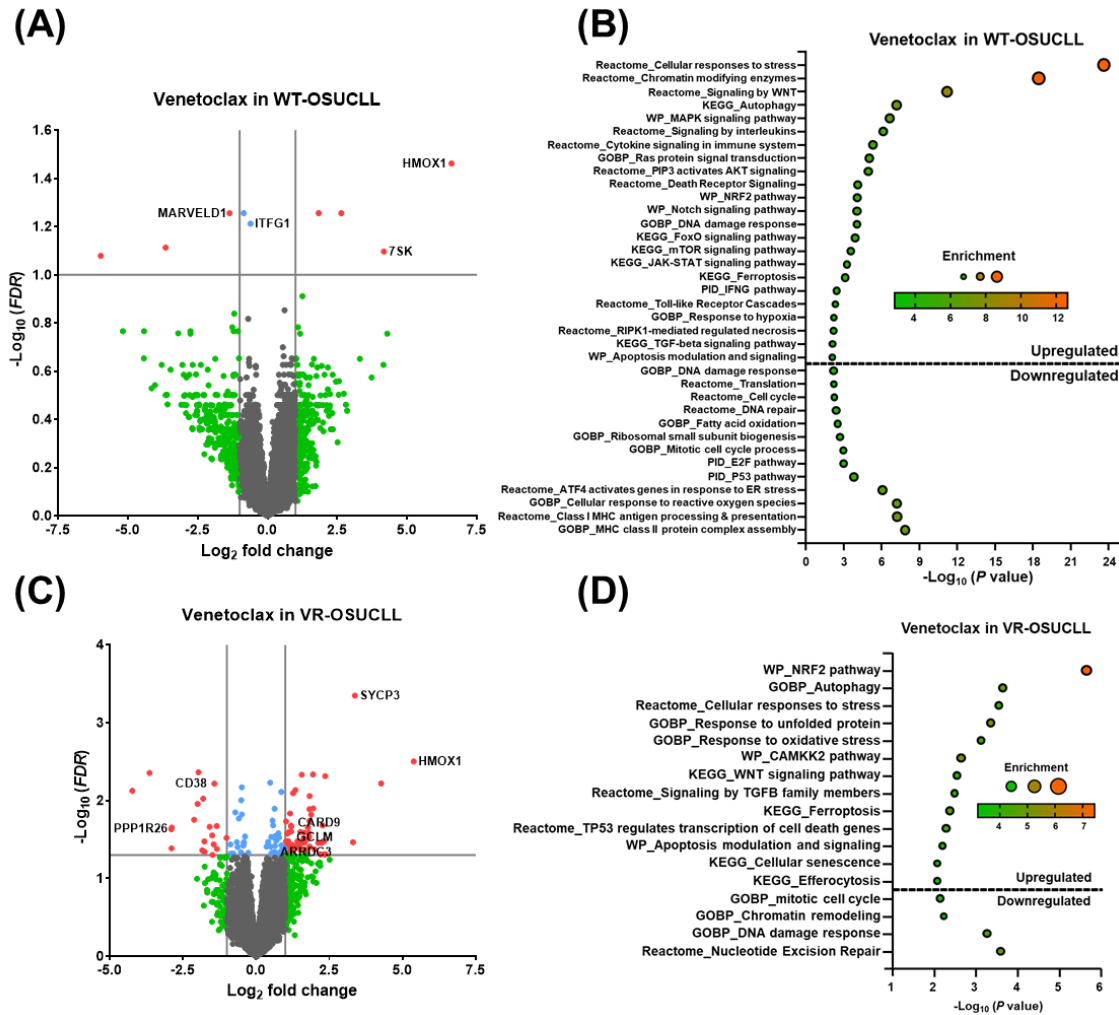 (A)
Venetoclax in WT-OSUCLL
1.6
1.4
1.2
1.0
0.8
0.6
0.4
0.2
0.0
-Log10 (FDR)
HMOX1
MARVELD1
ITFG1
7SK
-7.5
-5.0
-2.5
0.0
2.5
5.0
7.5
Log2 fold change
(B)
Venetoclax in WT-OSUCLL
Reactome_Cellular responses to stress
Reactome_Chromatin modifying enzymes
Reactome_Signaling by WNT
KEGG_Autophagy
WP_MAPK signaling pathway
Reactome_Signaling by interleukins
Reactome_Cytokine signaling in immune system
GOBP_Ras protein signal transduction
Reactome_PIP3 activates AKT signaling
Reactome_Death Receptor Signaling
WP_NRF2 pathway
WP_Notch signaling pathway
GOBP_DNA damage response
KEGG_FoxO signaling pathway
KEGG_mTOR signaling pathway
KEGG_JAK-STAT signaling pathway
KEGG_Ferroptosis
PID_IFNG pathway
Reactome_Toll-like Receptor Cascades
GOBP_Response to hypoxia
Reactome_RIPK1-mediated regulated necrosis
KEGG_TGF-beta signaling pathway
WP_Apoptosis modulation and signaling
GOBP_DNA damage response
Reactome_Translation
Reactome_Cell cycle
Reactome_DNA repair
GOBP_Fatty acid oxidation
GOBP_Ribosomal small subunit biogenesis
GOBP_Mitotic cell cycle process
PID_E2F pathway
PID_P53 pathway
Reactome_ATF4 activates genes in response to ER stress
GOBP_Cellular response to reactive oxygen species
Reactome_Class I MHC antigen processing & presentation
GOBP_MHC class II protein complex assembly
Enrichment
4
8
12
Upregulated
Downregulated
0
3
6
9
12
15
18
21
24
-Log10 (P value)
(C)
Venetoclax in VR-OSUCLL
4
3
2
1
0
-Log10 (FDR)
SYCP3
HMOX1
CD38
PPP1R26
CARD9
GCLM
ARRDC3
-5.0
-2.5
0.0
2.5
5.0
7.5
Log2 fold change
(D)
Venetoclax in VR-OSUCLL
WP_NRF2 pathway
GOBP_Autophagy
Reactome_Cellular responses to stress
GOBP_Response to unfolded protein
GOBP_Response to oxidative stress
WP_CAMKK2 pathway
KEGG_WNT signaling pathway
Reactome_Signaling by TGFB family members
KEGG_Ferroptosis
Reactome_TP53 regulates transcription of cell death genes
WP_Apoptosis modulation and signaling
KEGG_Cellular senescence
KEGG_Efferocytosis
GOBP_mitotic cell cycle
GOBP_Chromatin remodeling
GOBP_DNA damage response
Reactome_Nucleotide Excision Repair
Enrichment
4
5
6
7
Upregulated
Downregulated
1
2
3
4
5
6
-Log10 (P value)